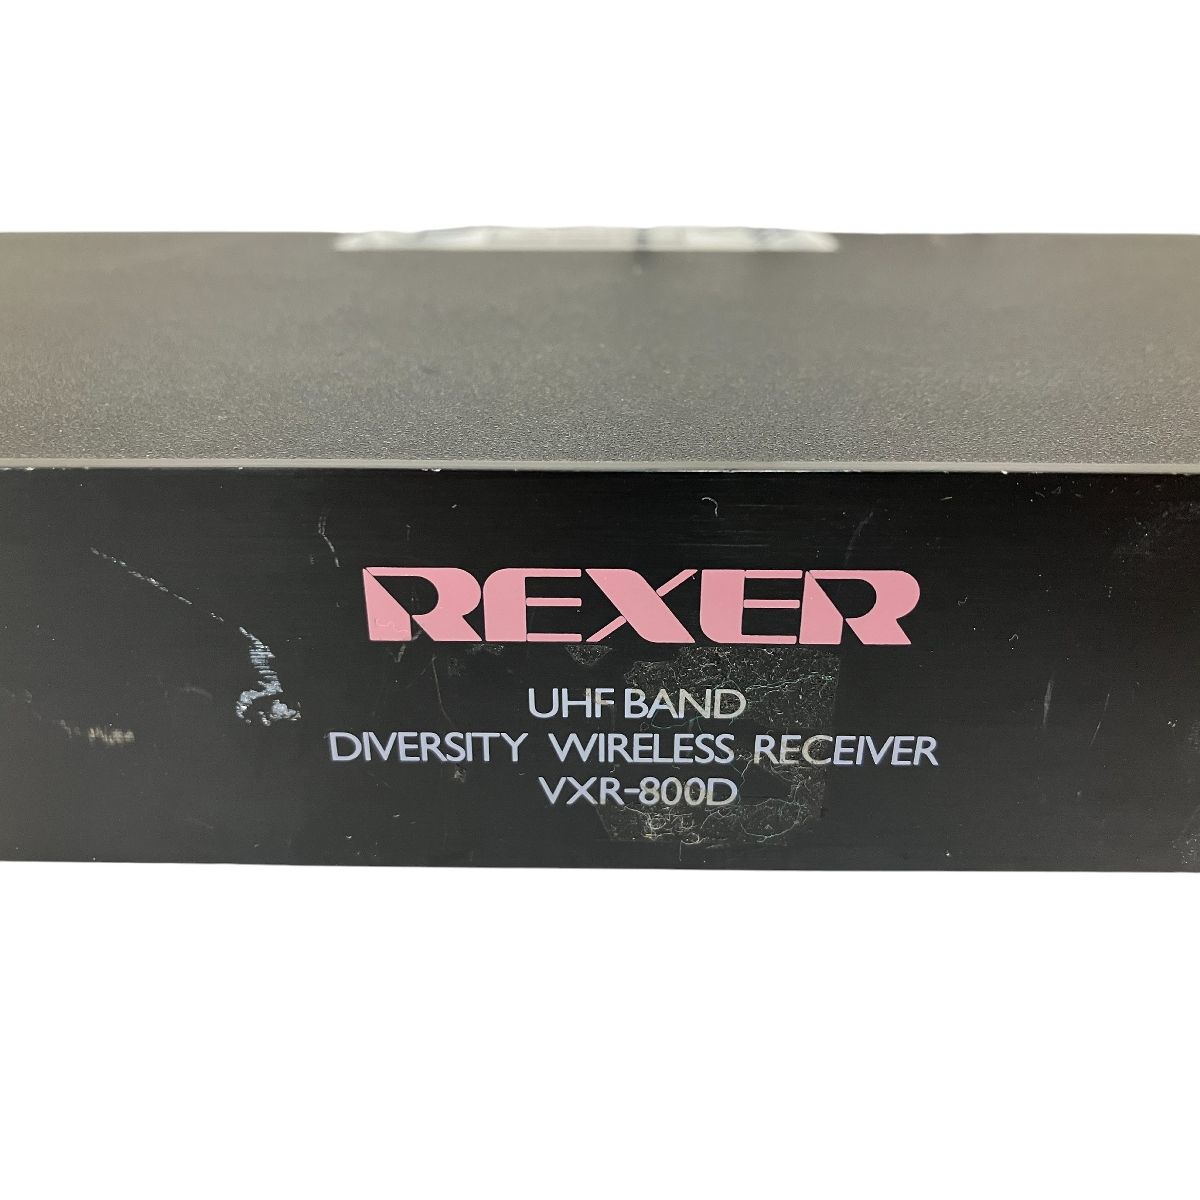 REXER
UHF BAND
DIVERSITY WIRELESS RECEIVER
VXR-800D